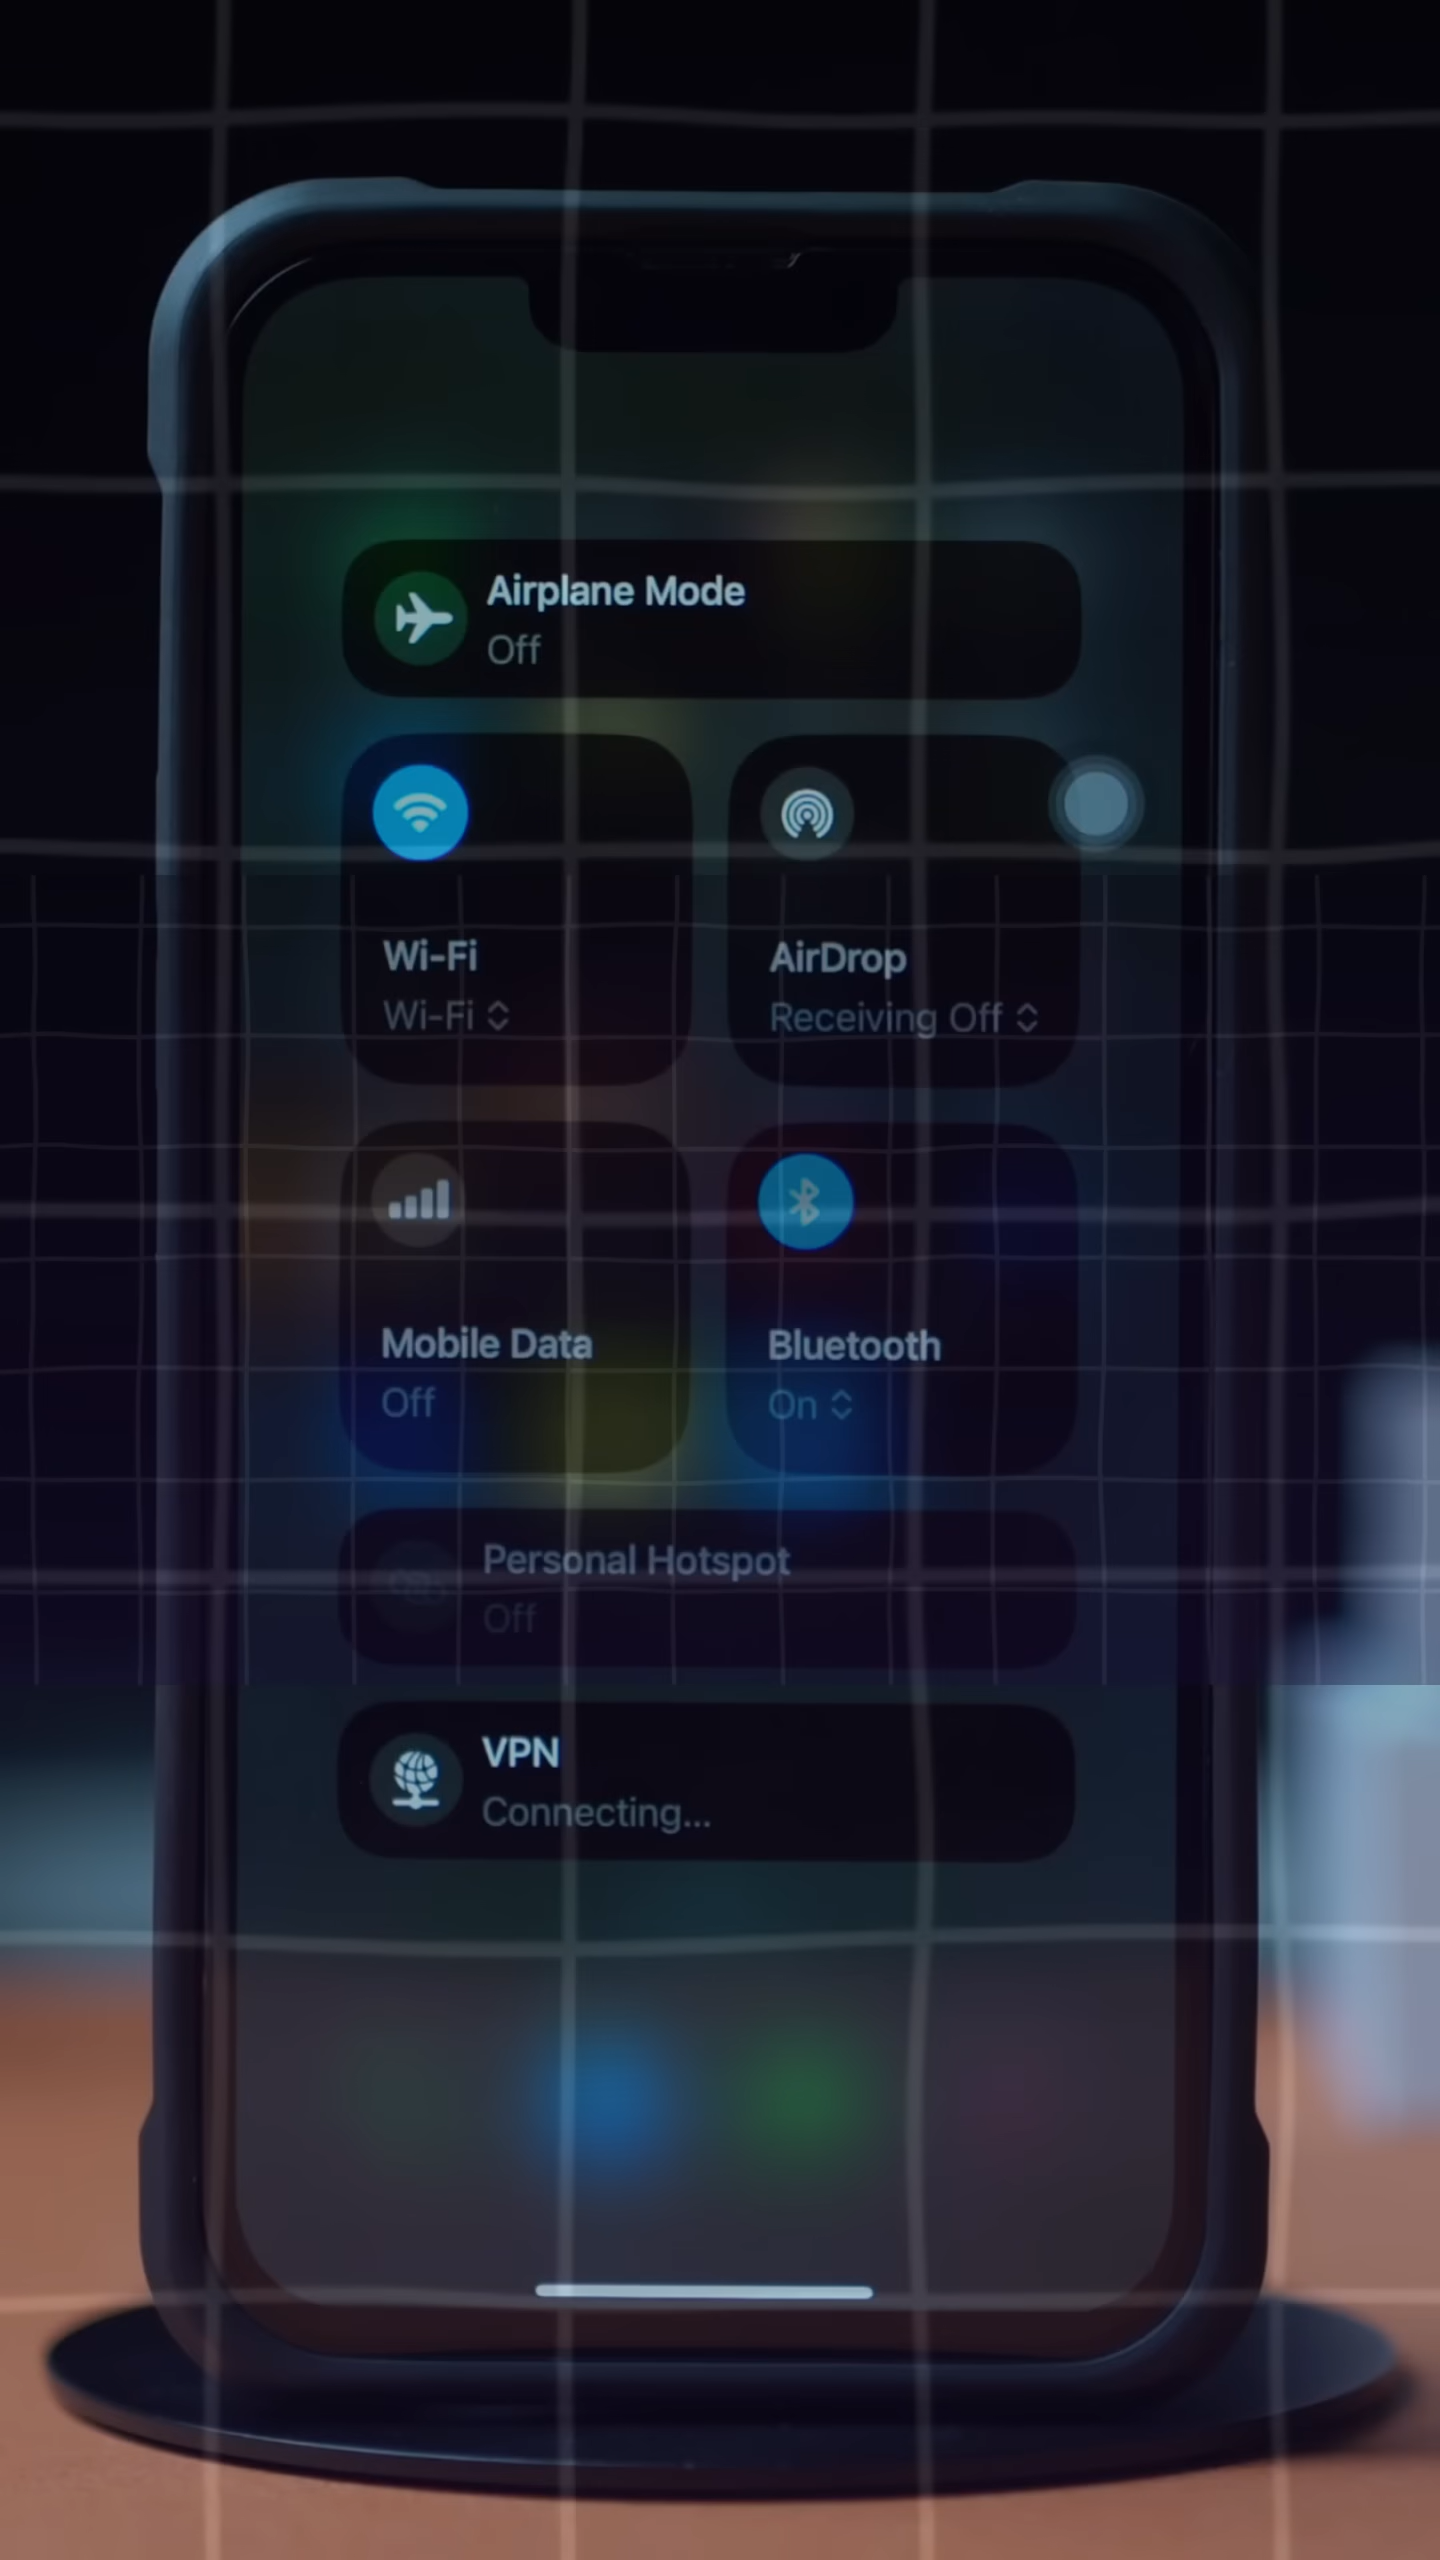 Airplane Mode
Off
Wi-Fi
Wi-Fi
AirDrop
Receiving Off
Mobile Data
Off
Bluetooth
On
Personal Hotspot
Off
VPN
Connecting...